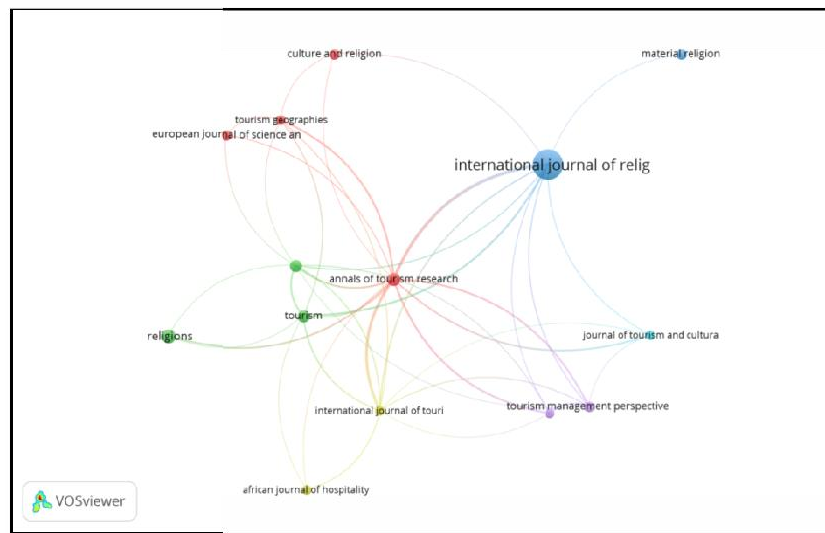 culture and religion
material religion
tourism geographies
european journal of science an
international journal of relig
annals of tourism research
tourism
religions
journal of tourism and cultura
international journal of touri
tourism management perspective
african journal of hospitality
VOSviewer